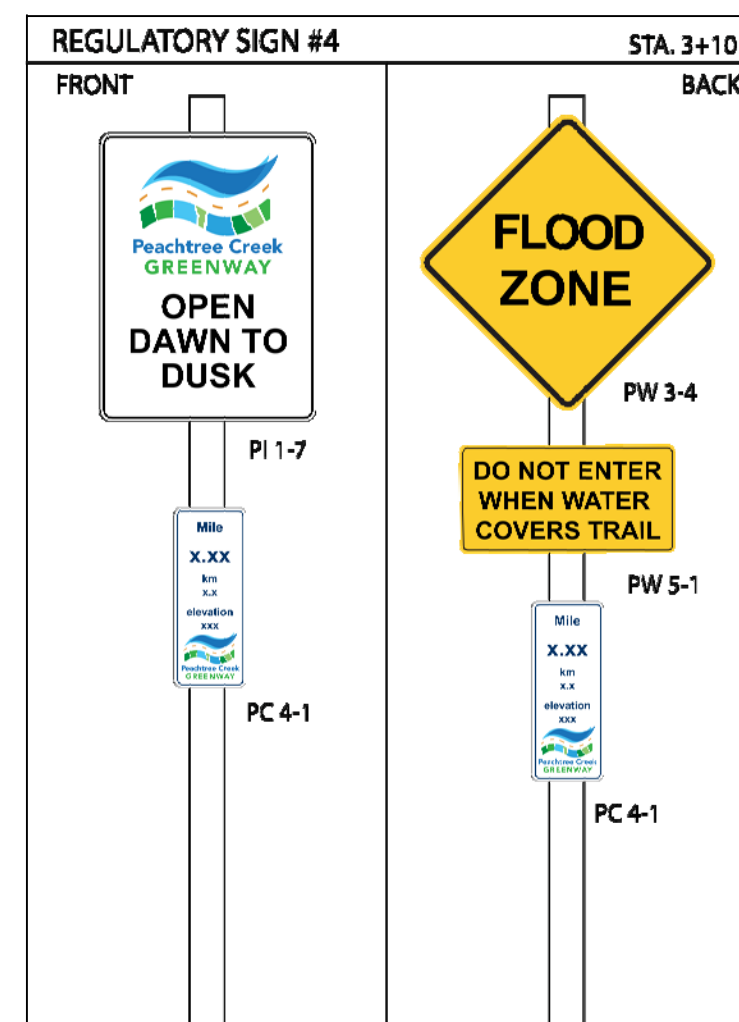 REGULATORY SIGN #4
STA. 3+10
FRONT
Peachtree Creek
GREENWAY
OPEN
DAWN TO
DUSK
PI 1-7
Mile
x.xx
km
x.x
elevation
xxx
Peachtree Creek
GREENWAY
PC 4-1
BACK
FLOOD
ZONE
PW 3-4
DO NOT ENTER
WHEN WATER
COVERS TRAIL
PW 5-1
Mile
x.xx
km
x.x
elevation
xxx
Peachtree Creek
GREENWAY
PC 4-1